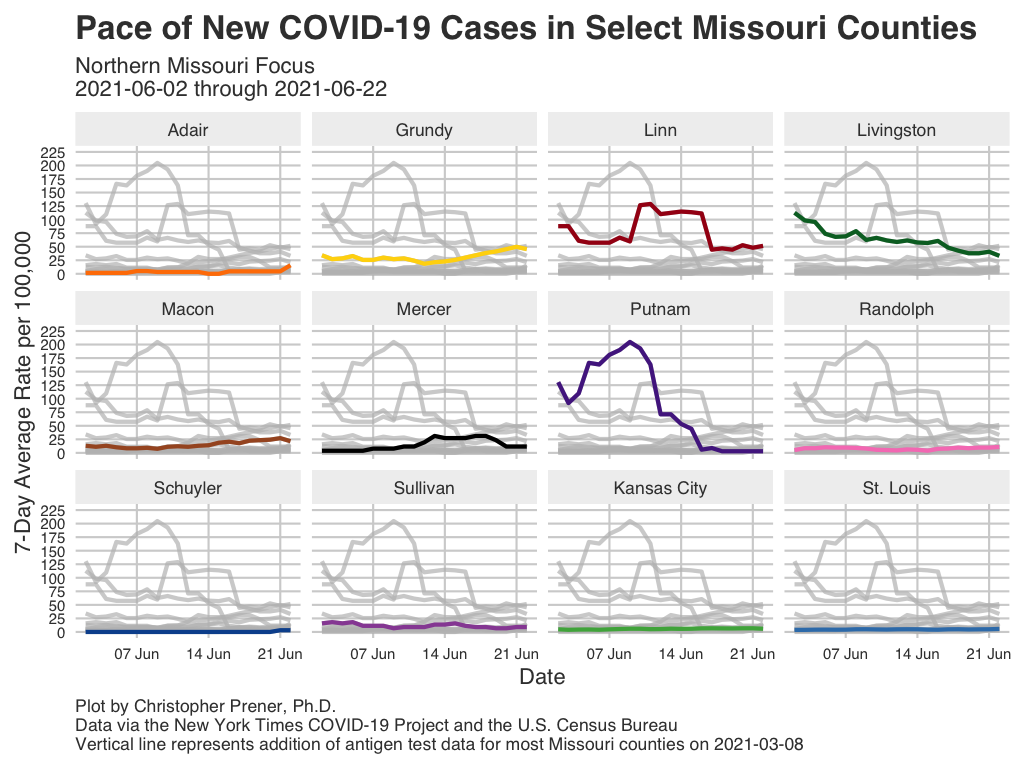 Pace of New COVID-19 Cases in Select Missouri Counties
Northern Missouri Focus
2021-06-02 through 2021-06-22
Adair Grundy Linn Livingston
225
200
175
150
125
100
75
50
25
0
Macon Mercer Putnam Randolph
225
200
175
150
125
100
75
50
25
0
Schuyler Sullivan Kansas City St. Louis
225
200
175
150
125
100
75
50
25
0
7-Day Average Rate per 100,000
07 Jun 14 Jun 21 Jun 07 Jun 14 Jun 21 Jun 07 Jun 14 Jun 21 Jun 07 Jun 14 Jun 21 Jun
Date
Plot by Christopher Prener, Ph.D.
Data via the New York Times COVID-19 Project and the U.S. Census Bureau
Vertical line represents addition of antigen test data for most Missouri counties on 2021-03-08